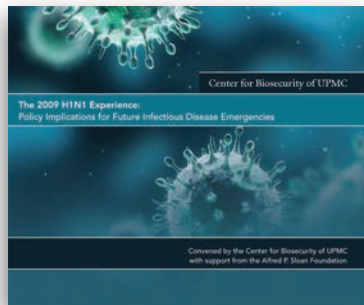 Center for Biosecurity of UPMC
The 2009 H1N1 Experience:
Policy Implications for Future Infectious Disease Emergencies
Convened by the Center for Biosecurity of UPMC
with support from the Alfred P. Sloan Foundation